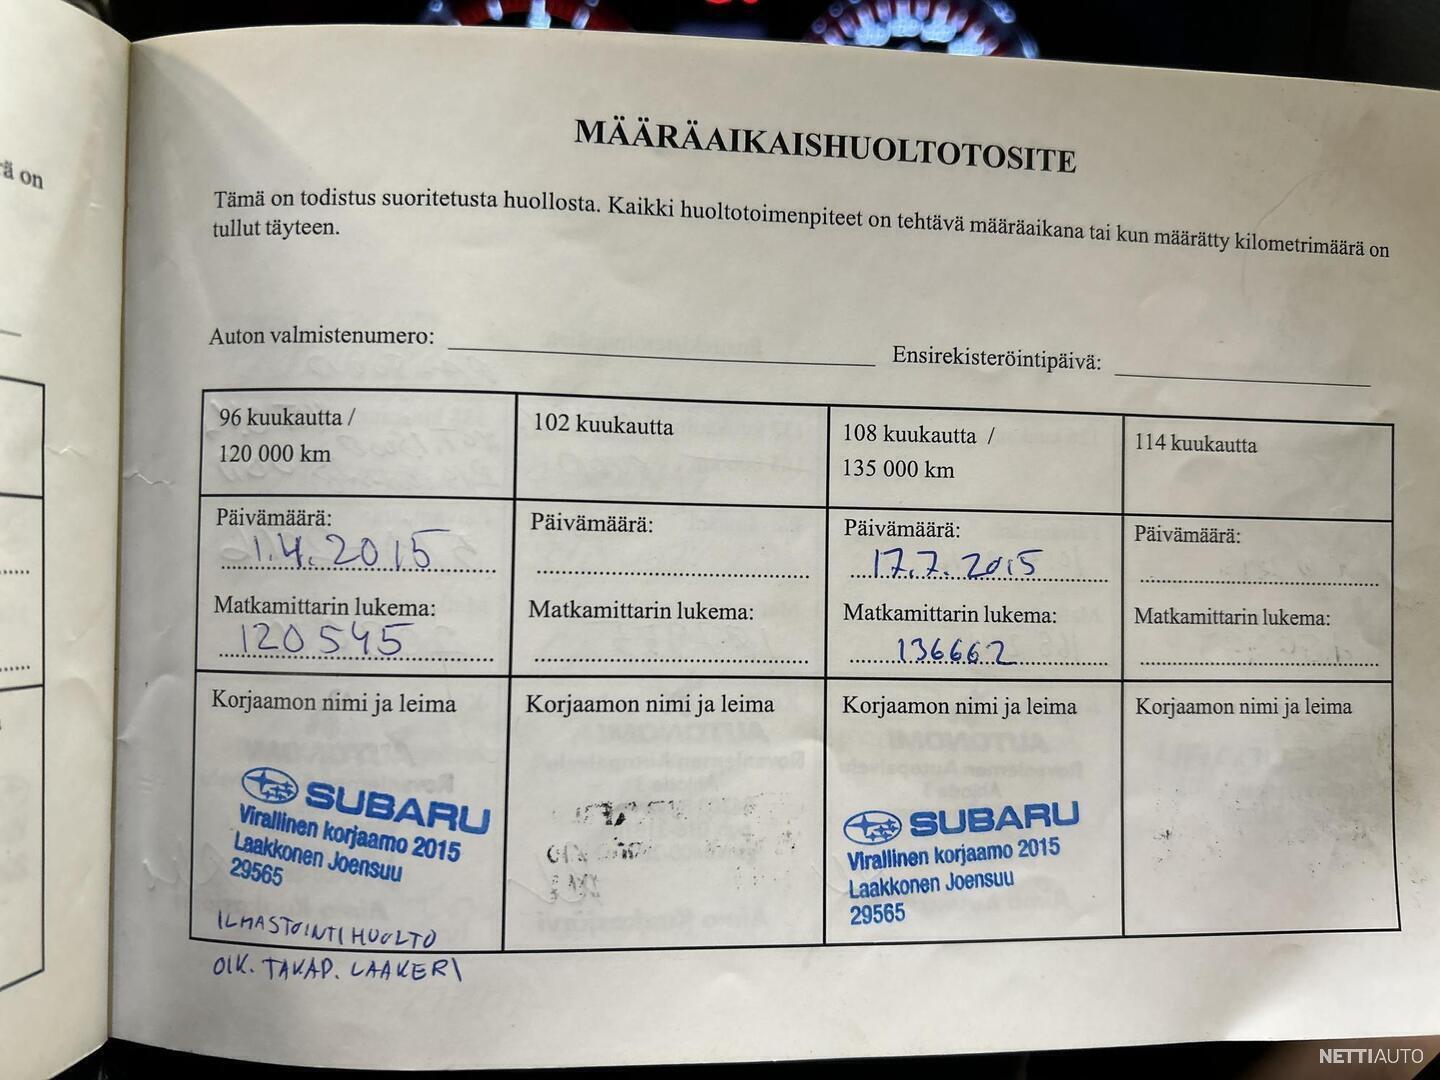 ä on
MÄÄRÄAIKAISHUOLTOTOSITE
Tämä on todistus suoritetusta huollosta. Kaikki huoltotoimenpiteet on tehtävä määräaikana tai kun määrätty kilometrimäärä on
tullut täyteen.
Auton valmistenumero:
Ensirekisteröintipäivä:
96 kuukautta /
120 000 km
Päivämäärä:
1.4.2015
Matkamittarin lukema:
120545
Korjaamon nimi ja leima
SUBARU
Virallinen korjaamo 2015
Laakkonen Joensuu
29565
ILMASTOINTIHUOLTO
OIK. TAKAP. LAAKERI
102 kuukautta
Päivämäärä:
Matkamittarin lukema:
Korjaamon nimi ja leima
108 kuukautta /
135 000 km
Päivämäärä:
17.7.2015
Matkamittarin lukema:
136662
Korjaamon nimi ja leima
SUBARU
Virallinen korjaamo 2015
Laakkonen Joensuu
29565
114 kuukautta
Päivämäärä:
Matkamittarin lukema:
Korjaamon nimi ja leima
NETTIAUTO